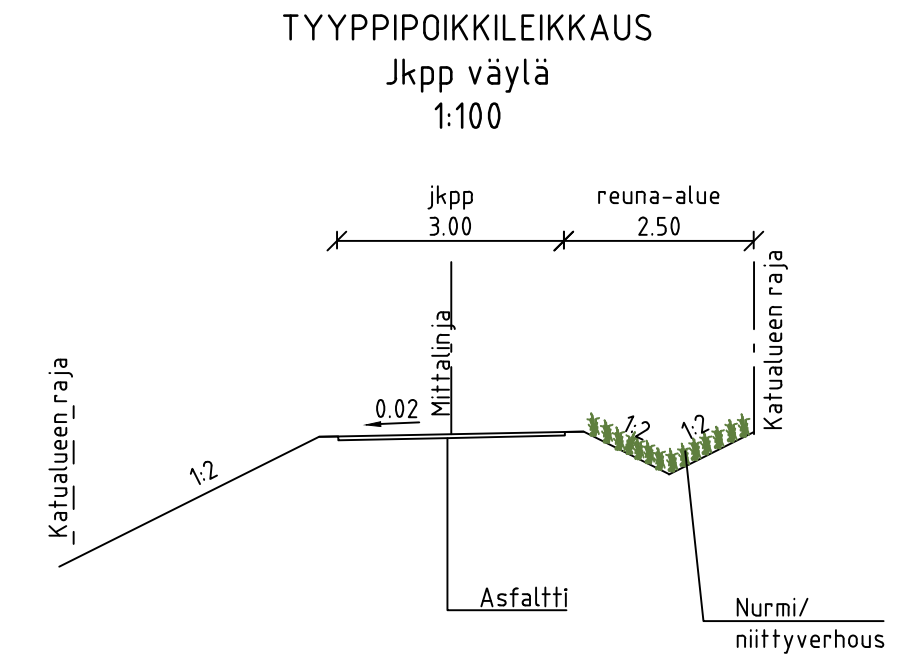 TYYPPIPOIKKILEIKKAUS
Jkpp väylä
1:100
jkpp
3.00
reuna-alue
2.50
Katualueen raja
Mittalinja
Katualueen raja
0.02
1:2
1:2
1:2
Asfaltti
Nurmi/
niittyverhous